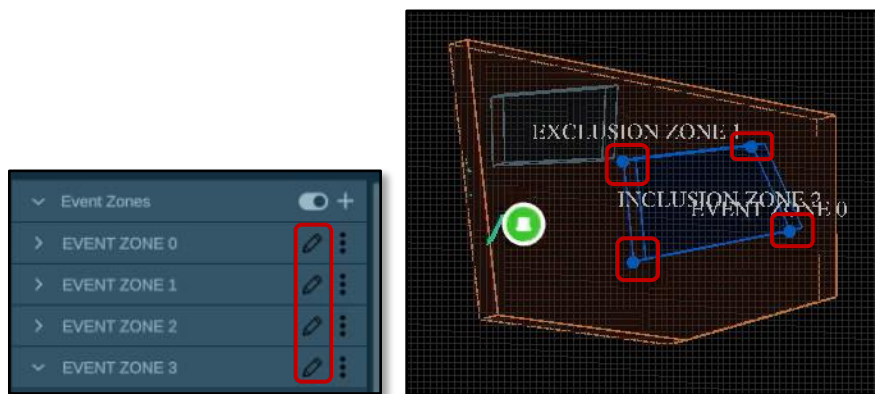 Event Zones
EVENT ZONE 0
EVENT ZONE 1
EVENT ZONE 2
EVENT ZONE 3
EXCLUSION ZONE 1
INCLUSION ZONE 3
EVENT ZONE 0